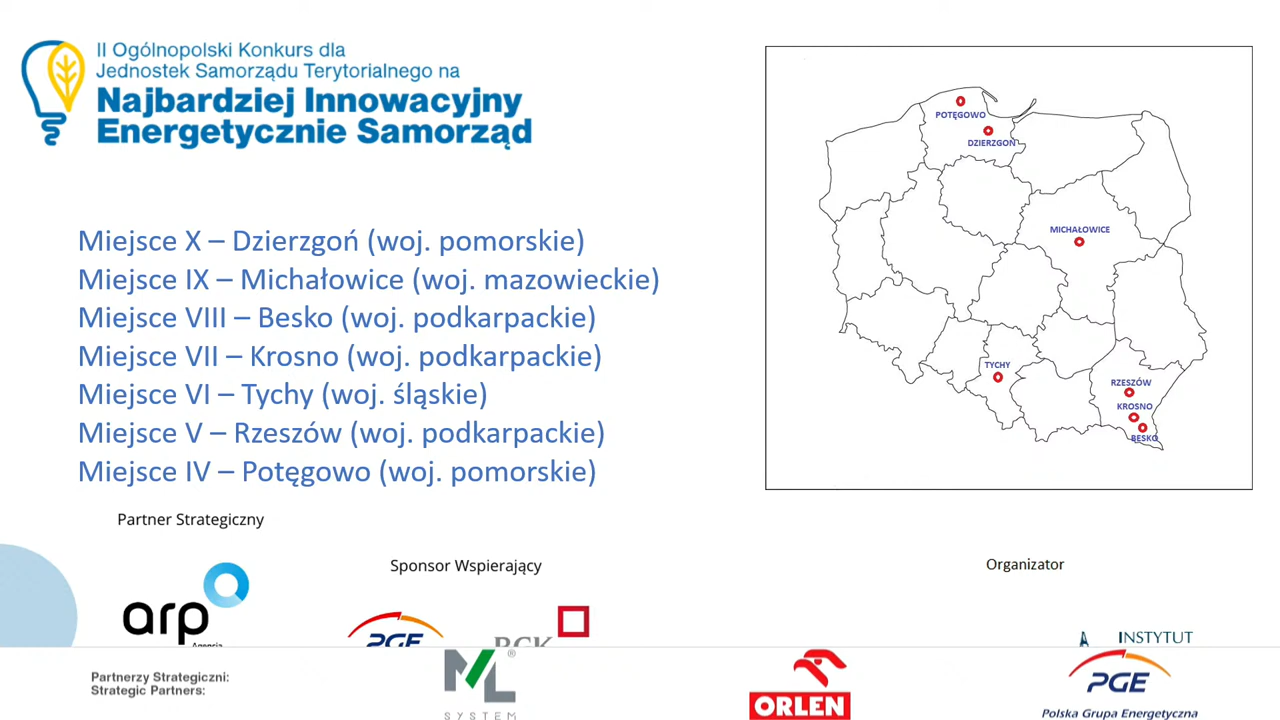 II Ogólnopolski Konkurs dla
Jednostek Samorządu Terytorialnego na
Najbardziej Innowacyjny
Energetycznie Samorząd
POTĘGOWO
DZIERZGOŃ
MICHAŁOWICE
TYCHY
RZESZÓW
KROSNO
BESKO
Miejsce X – Dzierzgoń (woj. pomorskie)
Miejsce IX – Michałowice (woj. mazowieckie)
Miejsce VIII – Besko (woj. podkarpackie)
Miejsce VII – Krosno (woj. podkarpackie)
Miejsce VI – Tychy (woj. śląskie)
Miejsce V – Rzeszów (woj. podkarpackie)
Miejsce IV – Potęgowo (woj. pomorskie)
Partner Strategiczny
Sponsor Wspierający
Organizator
arp
Agencja
PGE
INSTYTUT
Partnerzy Strategiczni:
Strategic Partners:
ML
SYSTEM
ORLEN
PGE
Polska Grupa Energetyczna